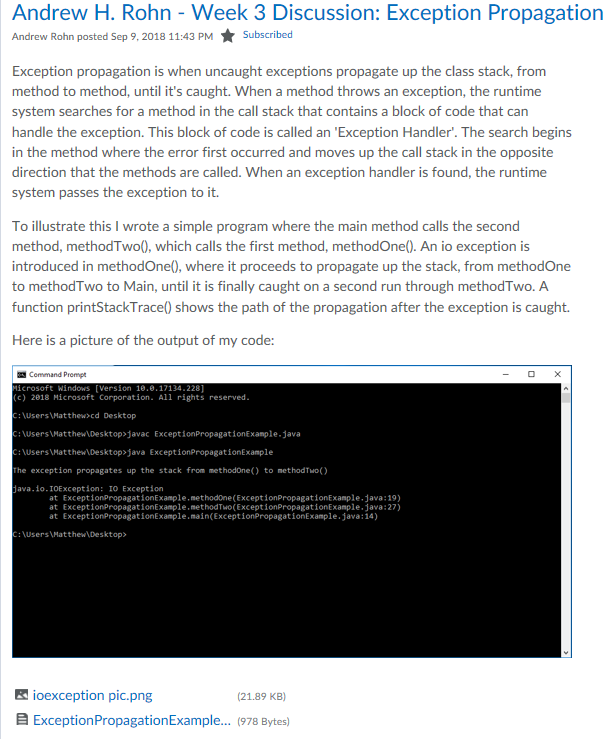 Andrew H. Rohn - Week 3 Discussion: Exception Propagation
Andrew Rohn posted Sep 9, 2018 11:43 PM ★ Subscribed
Exception propagation is when uncaught exceptions propagate up the class stack, from
method to method, until it's caught. When a method throws an exception, the runtime
system searches for a method in the call stack that contains a block of code that can
handle the exception. This block of code is called an 'Exception Handler'. The search begins
in the method where the error first occurred and moves up the call stack in the opposite
direction that the methods are called. When an exception handler is found, the runtime
system passes the exception to it.
To illustrate this I wrote a simple program where the main method calls the second
method, methodTwo(), which calls the first method, methodOne(). An io exception is
introduced in methodOne(), where it proceeds to propagate up the stack, from methodOne
to methodTwo to Main, until it is finally caught on a second run through methodTwo. A
function printStackTrace() shows the path of the propagation after the exception is caught.
Here is a picture of the output of my code:
Command Prompt
Microsoft Windows [Version 10.0.17134.228]
(c) 2018 Microsoft Corporation. All rights reserved.
C:\Users\Matthew>cd Desktop
C:\Users\Matthew\Desktop>javac ExceptionPropagationExample.java
C:\Users\Matthew\Desktop>java ExceptionPropagationExample
The exception propagates up the stack from methodOne() to methodTwo()
java.io.IOException: IO Exception
at ExceptionPropagationExample.methodOne(ExceptionPropagationExample.java:19)
at ExceptionPropagationExample.methodTwo(ExceptionPropagationExample.java:27)
at ExceptionPropagationExample.main(ExceptionPropagationExample.java:14)
C:\Users\Matthew\Desktop>
ioexception pic.png (21.89 KB)
ExceptionPropagationExample... (978 Bytes)